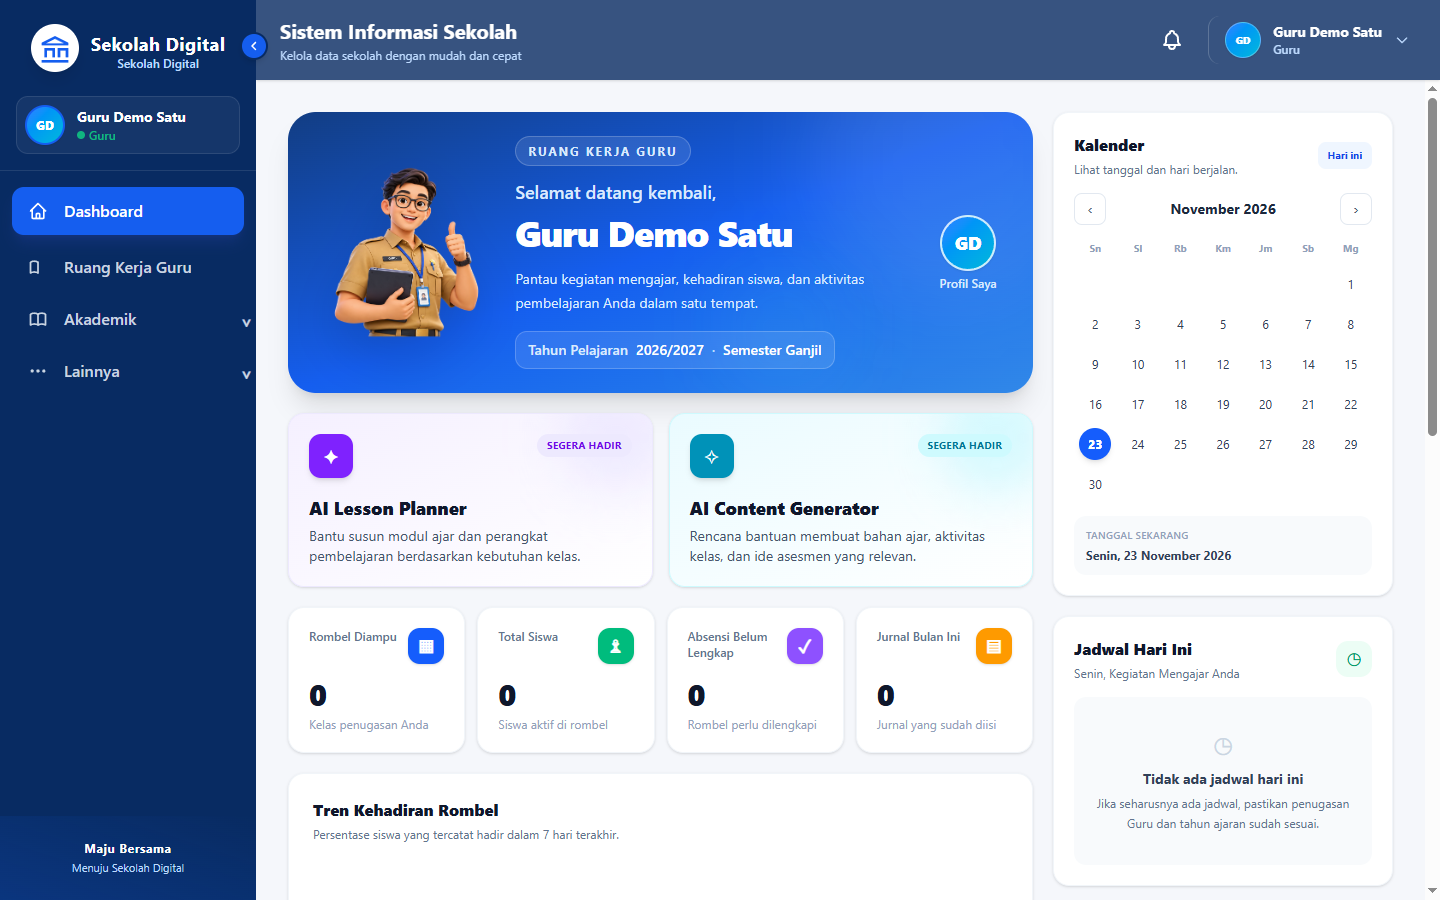 Sekolah Digital
Sekolah Digital
GD
Guru Demo Satu
Guru
Dashboard
Ruang Kerja Guru
Akademik
Lainnya
Maju Bersama
Menuju Sekolah Digital
Sistem Informasi Sekolah
Kelola data sekolah dengan mudah dan cepat
GD
Guru Demo Satu
Guru
RUANG KERJA GURU
Selamat datang kembali,
Guru Demo Satu
Pantau kegiatan mengajar, kehadiran siswa, dan aktivitas
pembelajaran Anda dalam satu tempat.
Tahun Pelajaran 2026/2027 · Semester Ganjil
GD
Profil Saya
SEGERA HADIR
AI Lesson Planner
Bantu susun modul ajar dan perangkat
pembelajaran berdasarkan kebutuhan kelas.
SEGERA HADIR
AI Content Generator
Rencana bantuan membuat bahan ajar, aktivitas
kelas, dan ide asesmen yang relevan.
Rombel Diampu
0
Kelas penugasan Anda
Total Siswa
0
Siswa aktif di rombel
Absensi Belum
Lengkap
0
Rombel perlu dilengkapi
Jurnal Bulan Ini
0
Jurnal yang sudah diisi
Tren Kehadiran Rombel
Persentase siswa yang tercatat hadir dalam 7 hari terakhir.
Kalender
Lihat tanggal dan hari berjalan.
Hari ini
‹ November 2026 ›
Sn Sl Rb Km Jm Sb Mg
1
2 3 4 5 6 7 8
9 10 11 12 13 14 15
16 17 18 19 20 21 22
23 24 25 26 27 28 29
30
TANGGAL SEKARANG
Senin, 23 November 2026
Jadwal Hari Ini
Senin, Kegiatan Mengajar Anda
Tidak ada jadwal hari ini
Jika seharusnya ada jadwal, pastikan penugasan
Guru dan tahun ajaran sudah sesuai.